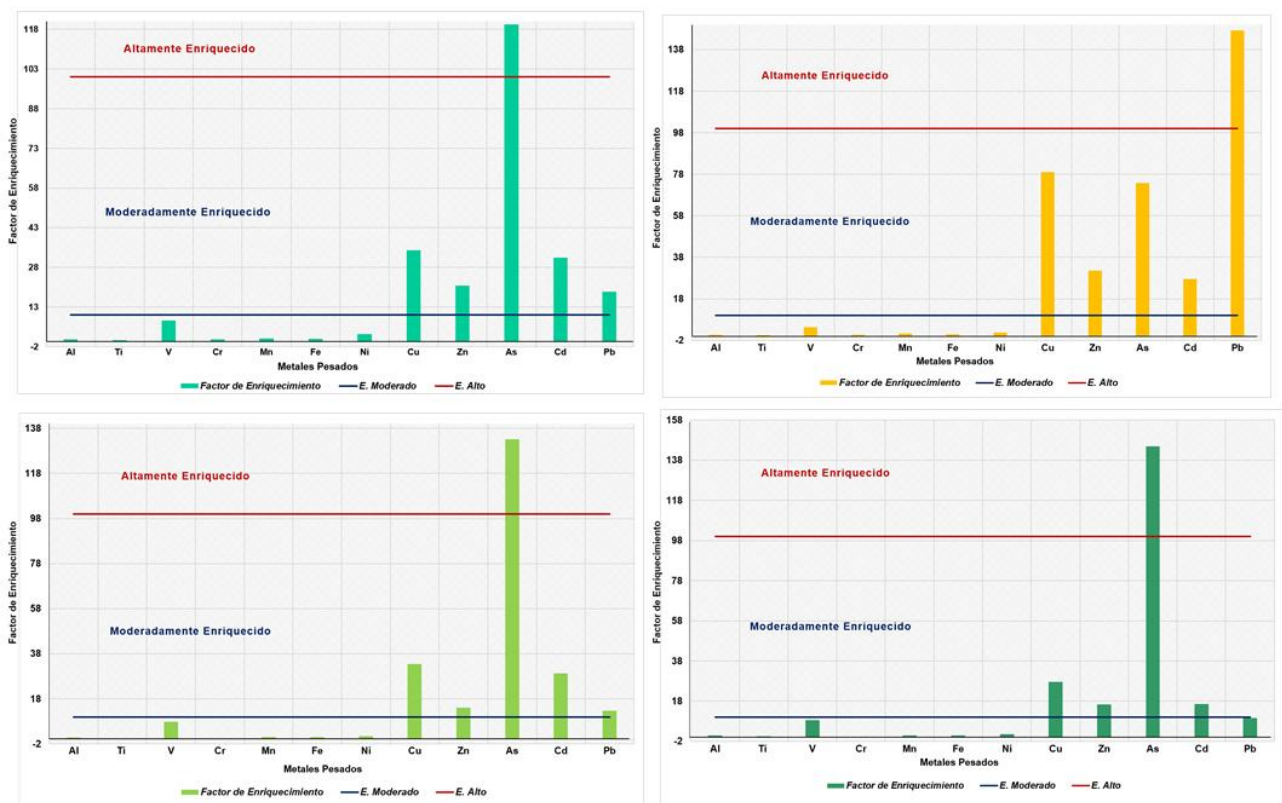 118
Altamente Enriquecido
103
88
73
58
Moderadamente Enriquecido
43
28
13
-2
Factor de Enriquecimiento
Al Ti V Cr Mn Fe Ni Cu Zn As Cd Pb
Metales Pesados
Factor de Enriquecimiento E. Moderado E. Alto
138
Altamente Enriquecido
118
98
78
58
Moderadamente Enriquecido
38
18
-2
Factor de Enriquecimiento
Al Ti V Cr Mn Fe Ni Cu Zn As Cd Pb
Metales Pesados
Factor de Enriquecimiento E. Moderado E. Alto
138
118
Altamente Enriquecido
98
78
58
Moderadamente Enriquecido
38
18
-2
Factor de Enriquecimiento
Al Ti V Cr Mn Fe Ni Cu Zn As Cd Pb
Metales Pesados
Factor de Enriquecimiento E. Moderado E. Alto
158
138
Altamente Enriquecido
118
98
78
58
Moderadamente Enriquecido
38
18
-2
Factor de Enriquecimiento
Al Ti V Cr Mn Fe Ni Cu Zn As Cd Pb
Metales Pesados
Factor de Enriquecimiento E. Moderado E. Alto